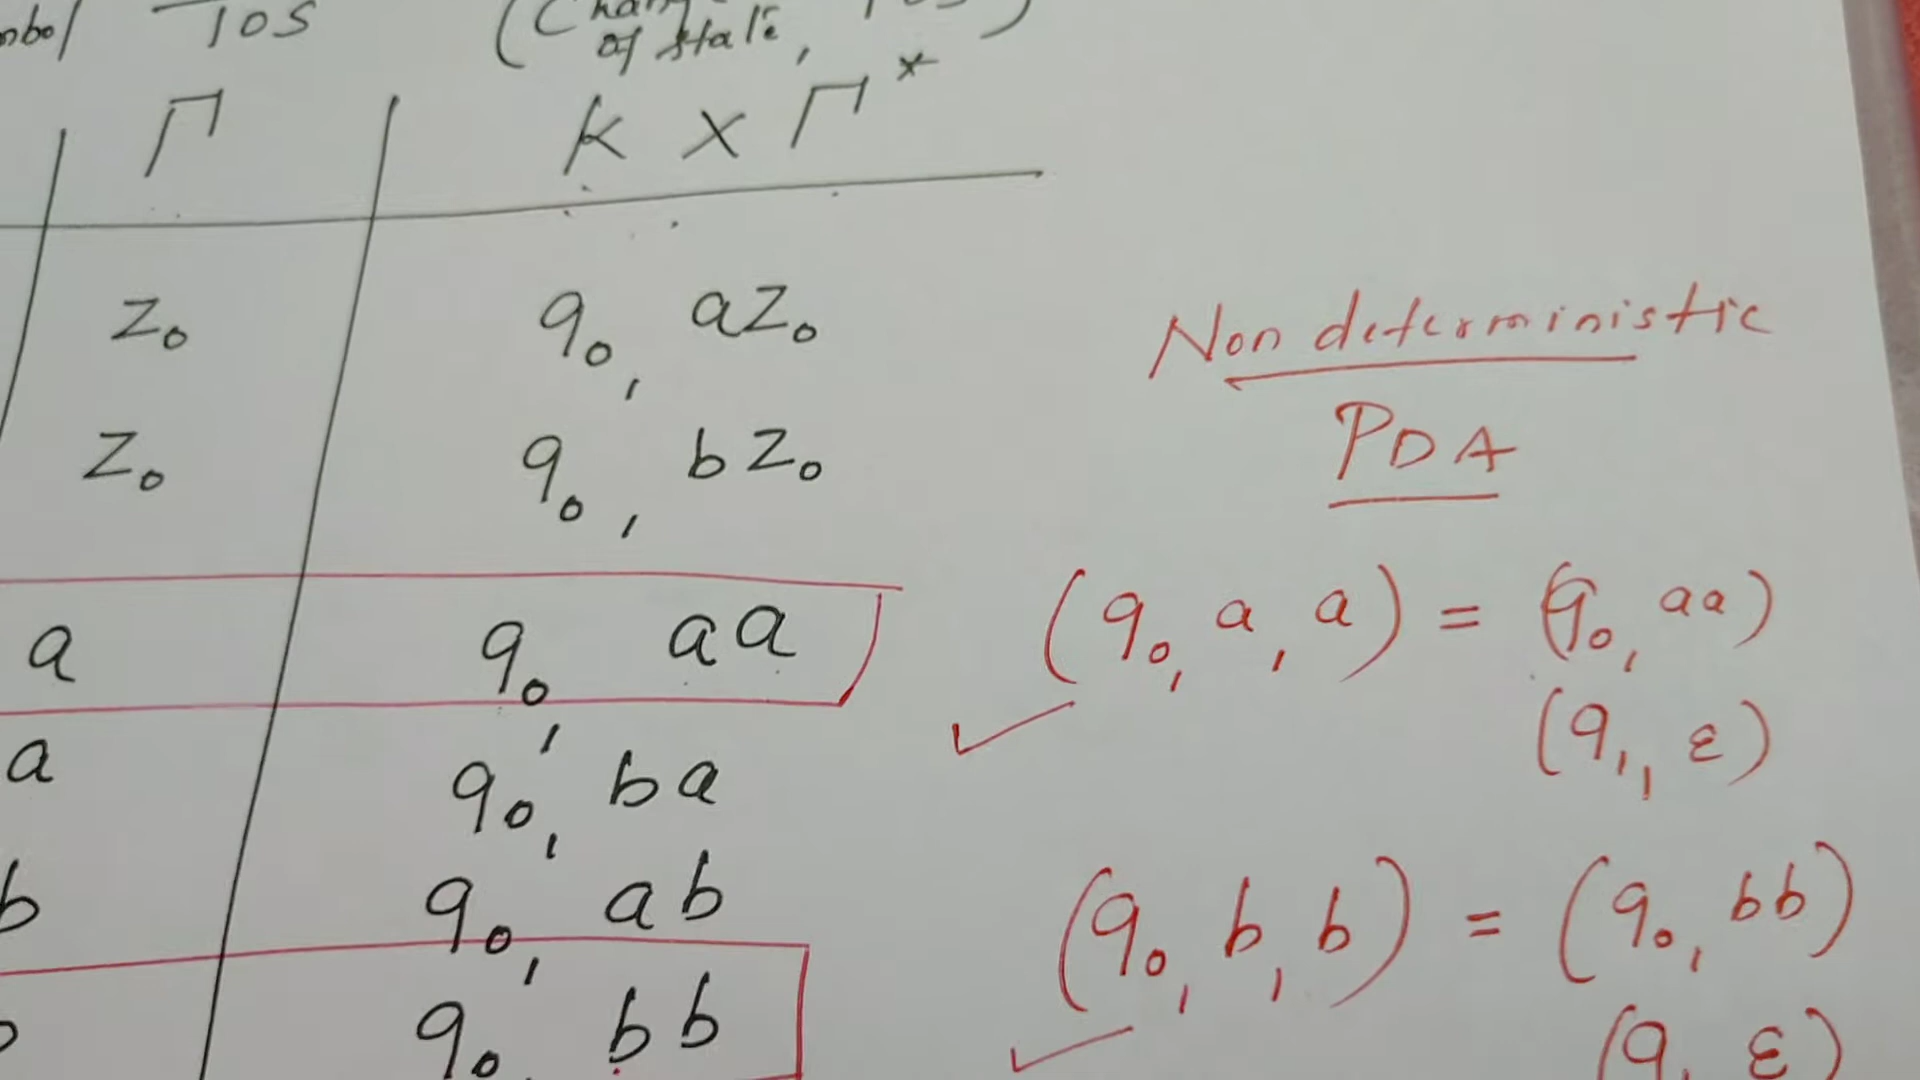 TOS (Chan
of state,
Γ K × Γ*
z₀ q₀, az₀
z₀ q₀, bz₀
a q₀, aa
a q₀, ba
b q₀, ab
q₀ bb
Non deterministic
PDA
(q₀, a, a) = (q₀, aa)
(q₁, ε)
(q₀, b, b) = (q₀, bb)
(q, ε)